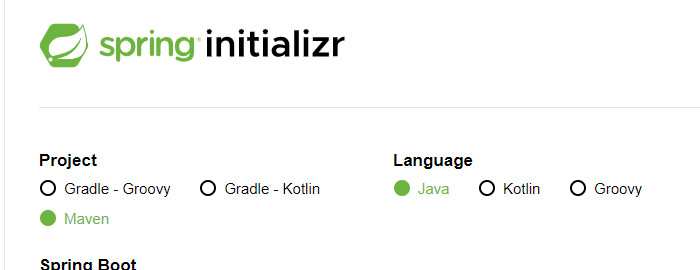 spring initializr
Project
Gradle - Groovy Gradle - Kotlin
Maven
Language
Java Kotlin Groovy
Spring Boot